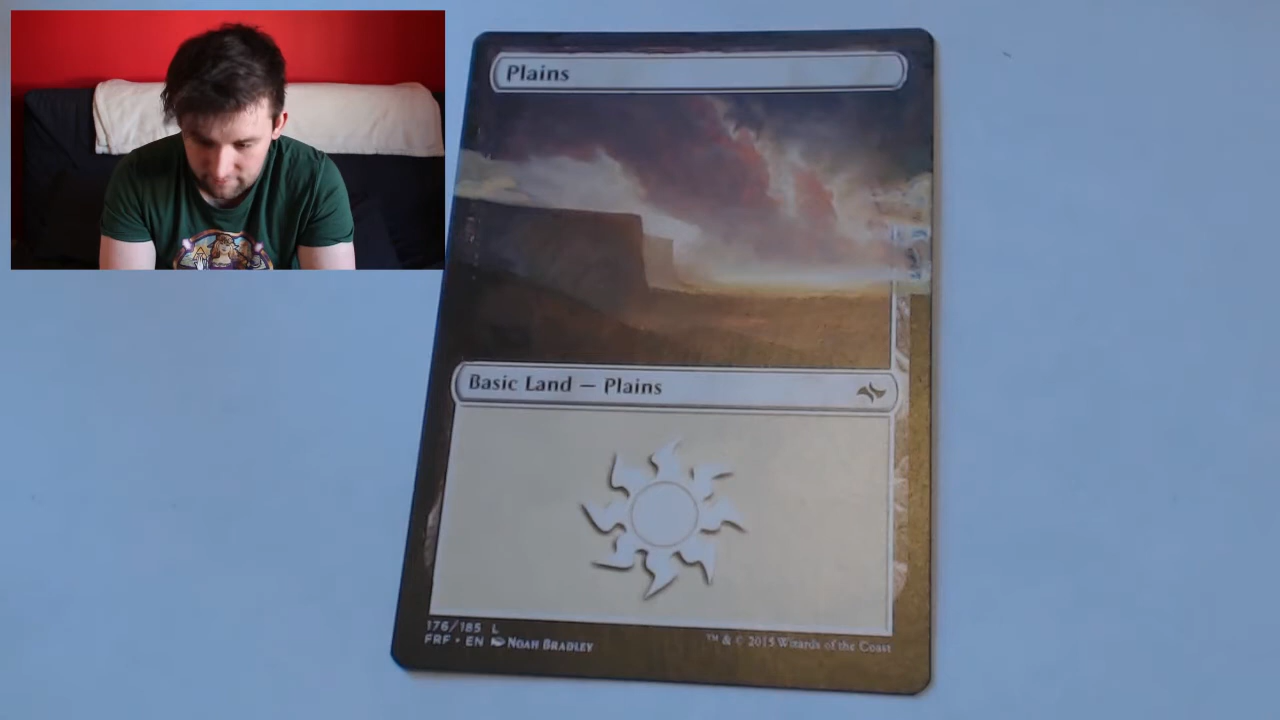 Plains
Basic Land — Plains
176/185 L
FRF • EN Noah Bradley
™ & © 2015 Wizards of the Coast